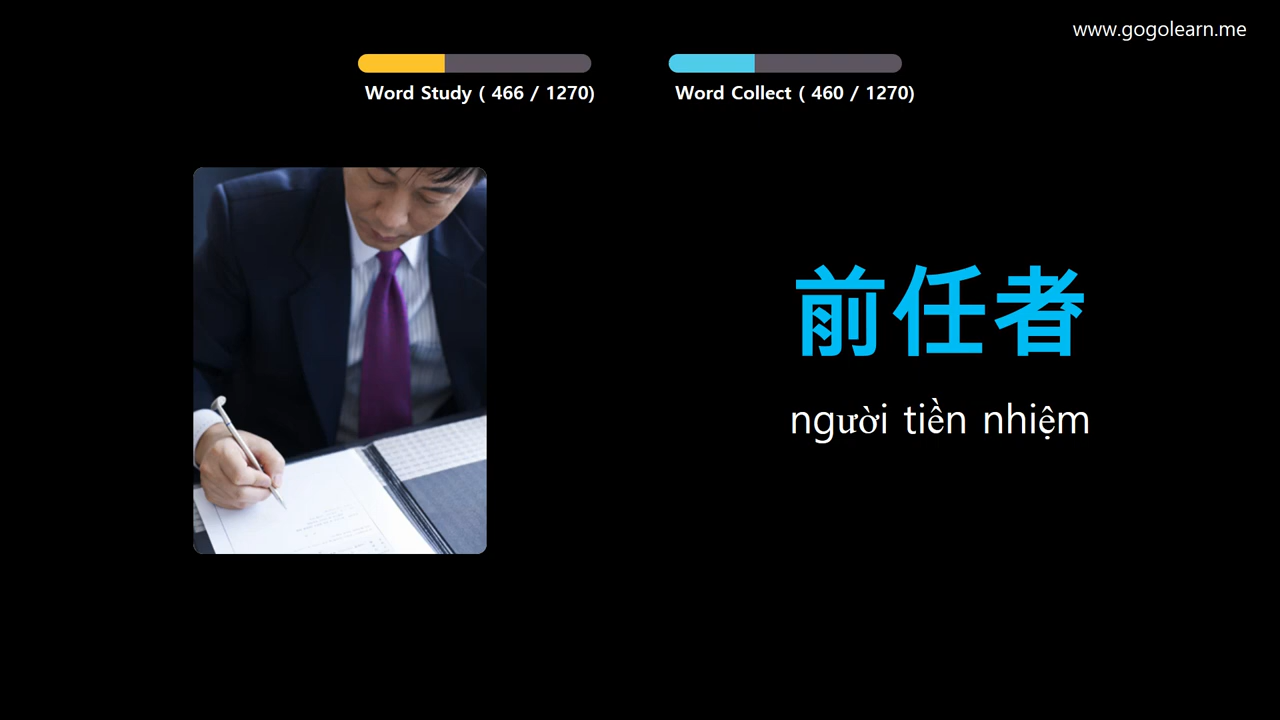 www.gogolearn.me
Word Study ( 466 / 1270)
Word Collect ( 460 / 1270)
前任者
người tiền nhiệm